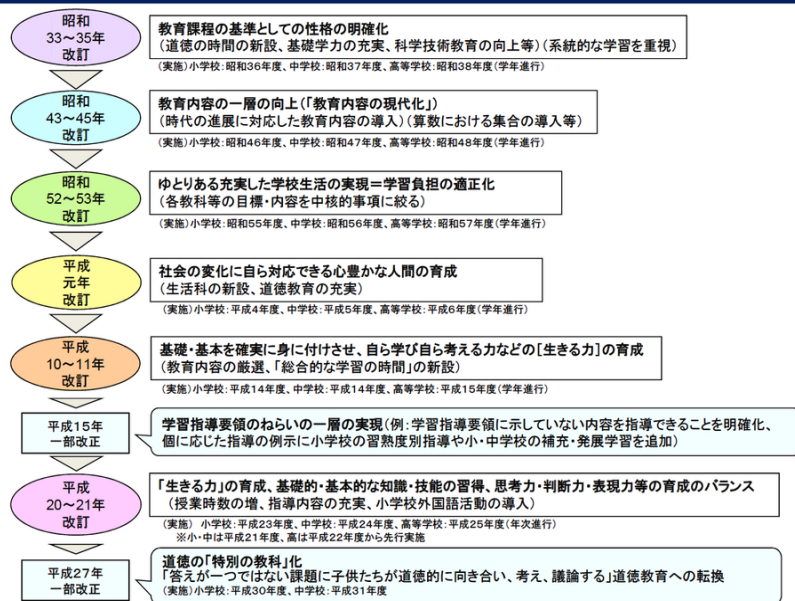 昭和
33~35年
改訂
教育課程の基準としての性格の明確化
(道徳の時間の新設、基礎学力の充実、科学技術教育の向上等)(系統的な学習を重視)
(実施)小学校:昭和36年度、中学校:昭和37年度、高等学校:昭和38年度(学年進行)
昭和
43~45年
改訂
教育内容の一層の向上(「教育内容の現代化」)
(時代の進展に対応した教育内容の導入)(算数における集合の導入等)
(実施)小学校:昭和46年度、中学校:昭和47年度、高等学校:昭和48年度(学年進行)
昭和
52~53年
改訂
ゆとりある充実した学校生活の実現=学習負担の適正化
(各教科等の目標・内容を中核的事項に絞る)
(実施)小学校:昭和55年度、中学校:昭和56年度、高等学校:昭和57年度(学年進行)
平成
元年
改訂
社会の変化に自ら対応できる心豊かな人間の育成
(生活科の新設、道徳教育の充実)
(実施)小学校:平成4年度、中学校:平成5年度、高等学校:平成6年度(学年進行)
平成
10~11年
改訂
基礎・基本を確実に身に付けさせ、自ら学び自ら考える力などの[生きる力]の育成
(教育内容の厳選、「総合的な学習の時間」の新設)
(実施)小学校:平成14年度、中学校:平成14年度、高等学校:平成15年度(学年進行)
平成15年
一部改正
学習指導要領のねらいの一層の実現(例:学習指導要領に示していない内容を指導できることを明確化、
個に応じた指導の例示に小学校の習熟度別指導や小・中学校の補充・発展学習を追加)
平成
20~21年
改訂
「生きる力」の育成、基礎的・基本的な知識・技能の習得、思考力・判断力・表現力等の育成のバランス
(授業時数の増、指導内容の充実、小学校外国語活動の導入)
(実施) 小学校:平成23年度、中学校:平成24年度、高等学校:平成25年度(年次進行)
※小・中は平成21年度、高は平成22年度から先行実施
平成27年
一部改正
道徳の「特別の教科」化
「答えが一つではない課題に子供たちが道徳的に向き合い、考え、議論する」道徳教育への転換
(実施)小学校:平成30年度、中学校:平成31年度